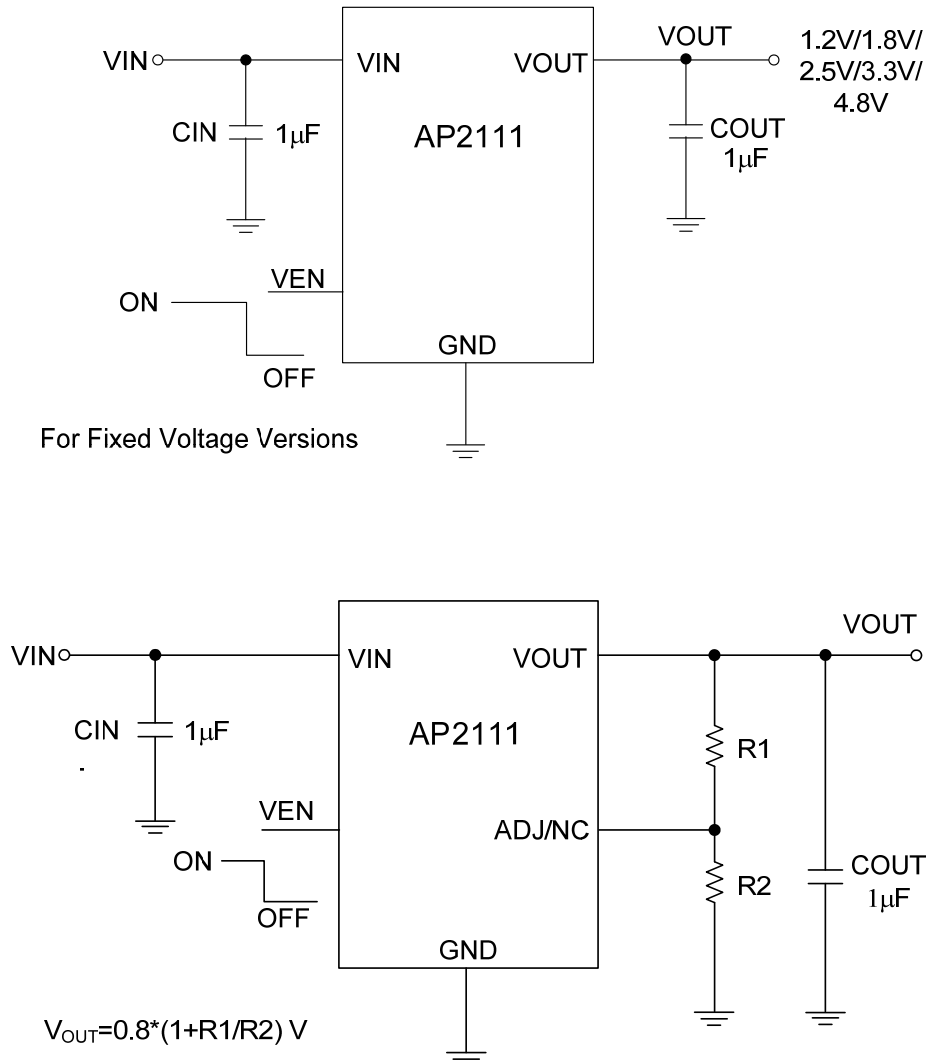 VOUT
1.2V/1.8V/
2.5V/3.3V/
4.8V
VIN
VIN
VOUT
CIN
1μF
AP2111
COUT
1μF
VEN
ON
OFF
GND
For Fixed Voltage Versions
VOUT
VIN
VIN
VOUT
CIN
1μF
AP2111
R1
VEN
ADJ/NC
ON
OFF
R2
COUT
1μF
GND
VOUT=0.8*(1+R1/R2) V